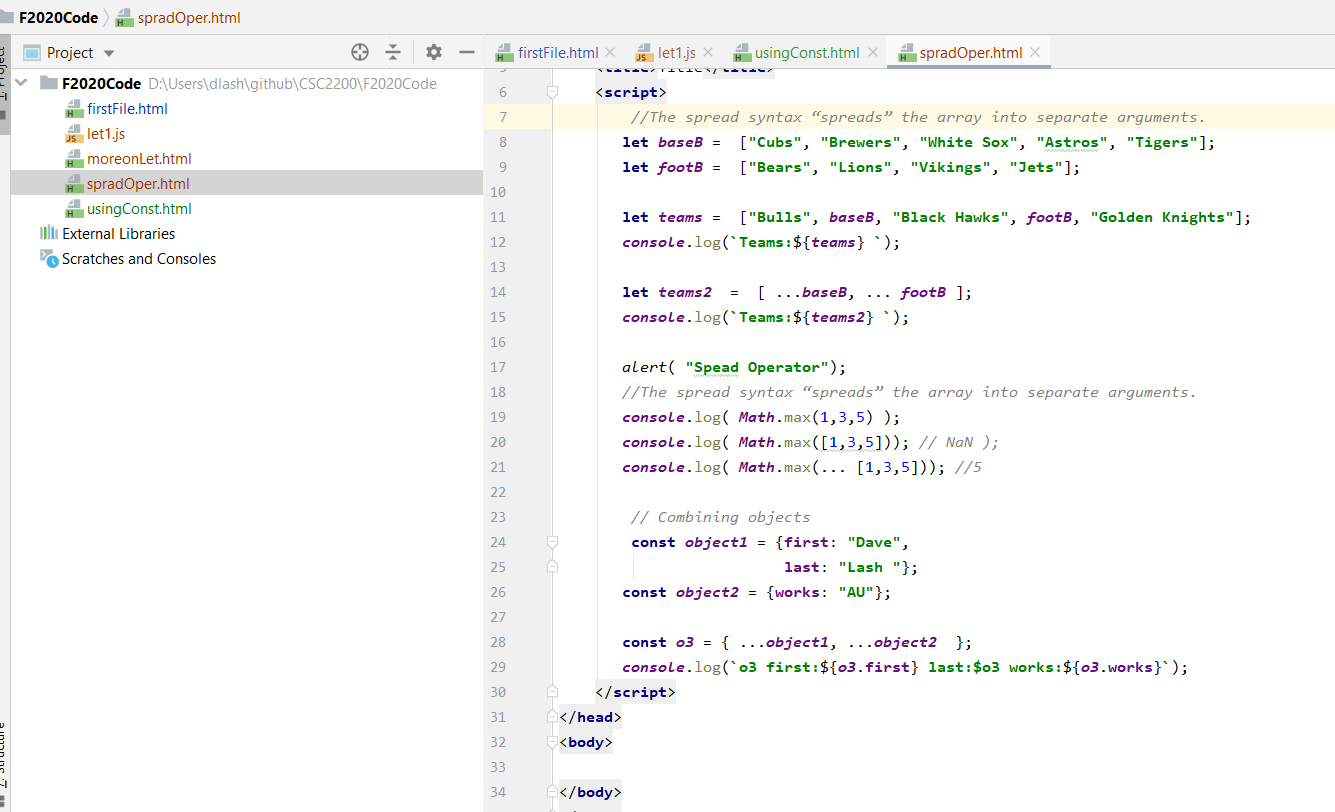 F2020Code spradOper.html
Project
firstFile.html let1.js usingConst.html spradOper.html
F2020Code D:\Users\dlash\github\CSC2200\F2020Code
firstFile.html
let1.js
moreonLet.html
spradOper.html
usingConst.html
External Libraries
Scratches and Consoles
1: Project
Z: Structure
5 <title>Title</title>
6 <script>
7 //The spread syntax “spreads” the array into separate arguments.
8 let baseB = ["Cubs", "Brewers", "White Sox", "Astros", "Tigers"];
9 let footB = ["Bears", "Lions", "Vikings", "Jets"];
10
11 let teams = ["Bulls", baseB, "Black Hawks", footB, "Golden Knights"];
12 console.log(`Teams:${teams} `);
13
14 let teams2 = [ ...baseB, ... footB ];
15 console.log(`Teams:${teams2} `);
16
17 alert( "Spead Operator");
18 //The spread syntax “spreads” the array into separate arguments.
19 console.log( Math.max(1,3,5) );
20 console.log( Math.max([1,3,5])); // NaN );
21 console.log( Math.max(... [1,3,5])); //5
22
23 // Combining objects
24 const object1 = {first: "Dave",
25 last: "Lash "};
26 const object2 = {works: "AU"};
27
28 const o3 = { ...object1, ...object2 };
29 console.log(`o3 first:${o3.first} last:$o3 works:${o3.works}`);
30 </script>
31 </head>
32 <body>
33
34 </body>